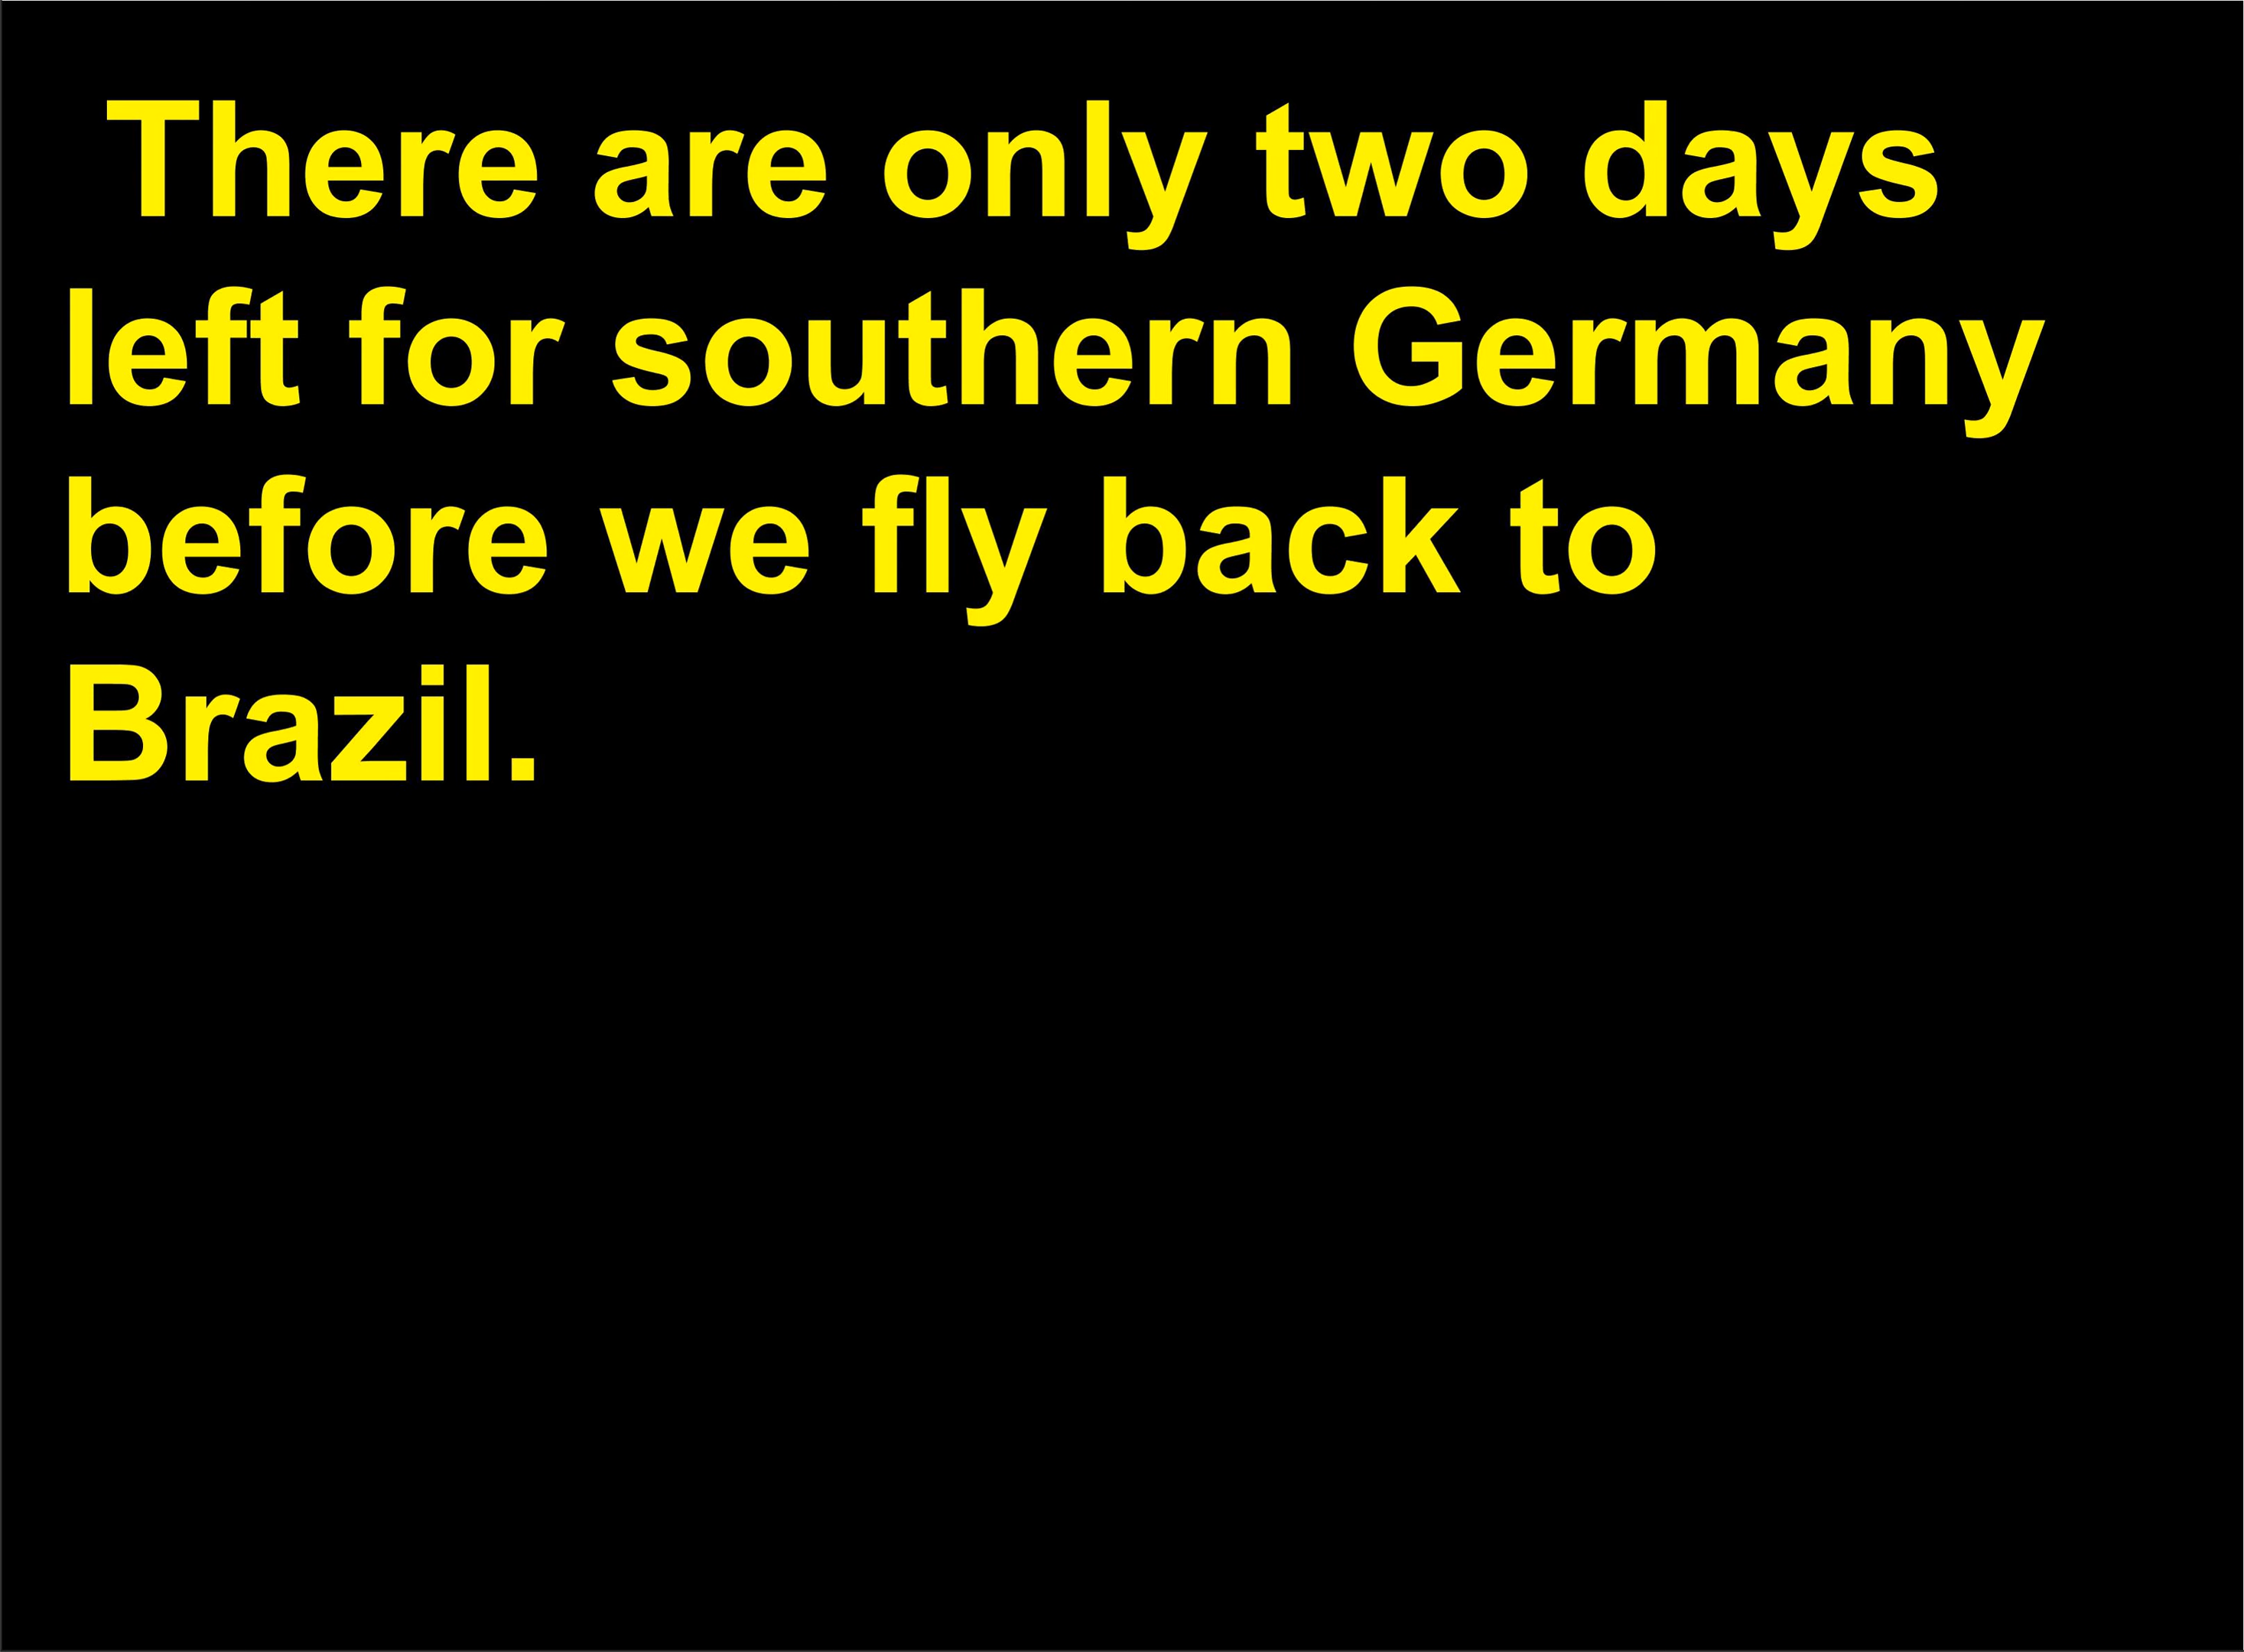 There are only two days
left for southern Germany
before we fly back to
Brazil.